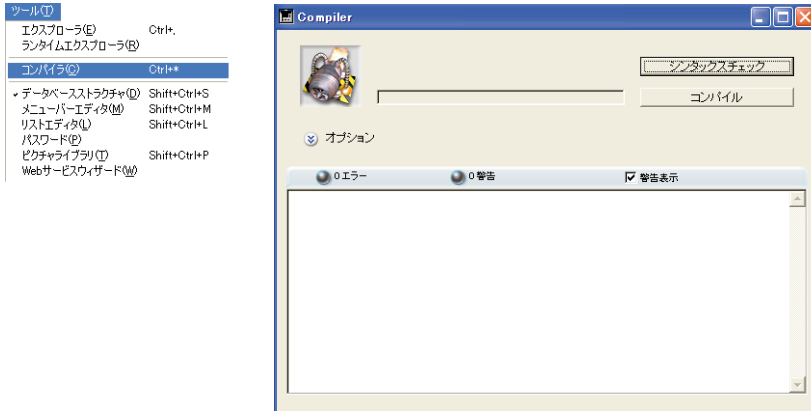 ツール(T)
エクスプローラ(E) Ctrl+,
ランタイムエクスプローラ(R)
コンパイラ(C) Ctrl+*
データベースストラクチャ(D) Shift+Ctrl+S
メニューバーエディタ(M) Shift+Ctrl+M
リストエディタ(L) Shift+Ctrl+L
パスワード(P)
ピクチャライブラリ(T) Shift+Ctrl+P
Webサービスウィザード(W)
Compiler
シンタックスチェック
コンパイル
オプション
0 エラー 0 警告 警告表示